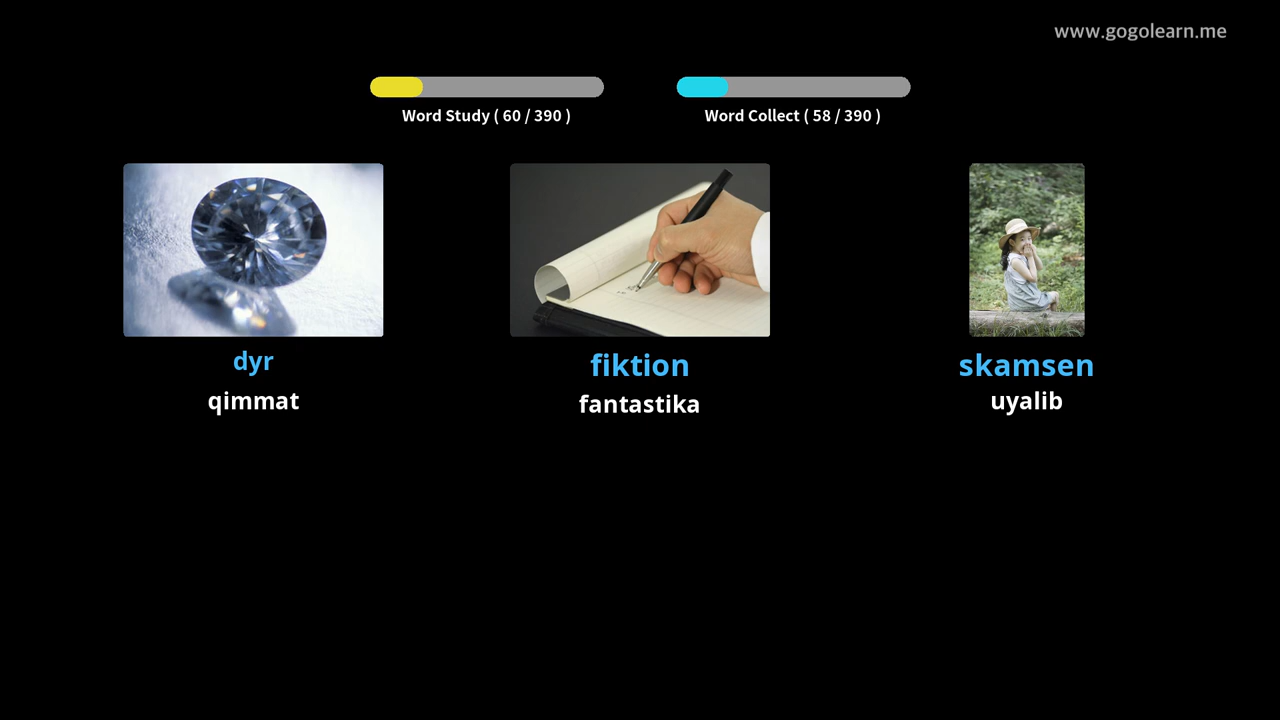 www.gogolearn.me
Word Study ( 60 / 390 )
Word Collect ( 58 / 390 )
dyr
fiktion
skamsen
qimmat
fantastika
uyalib